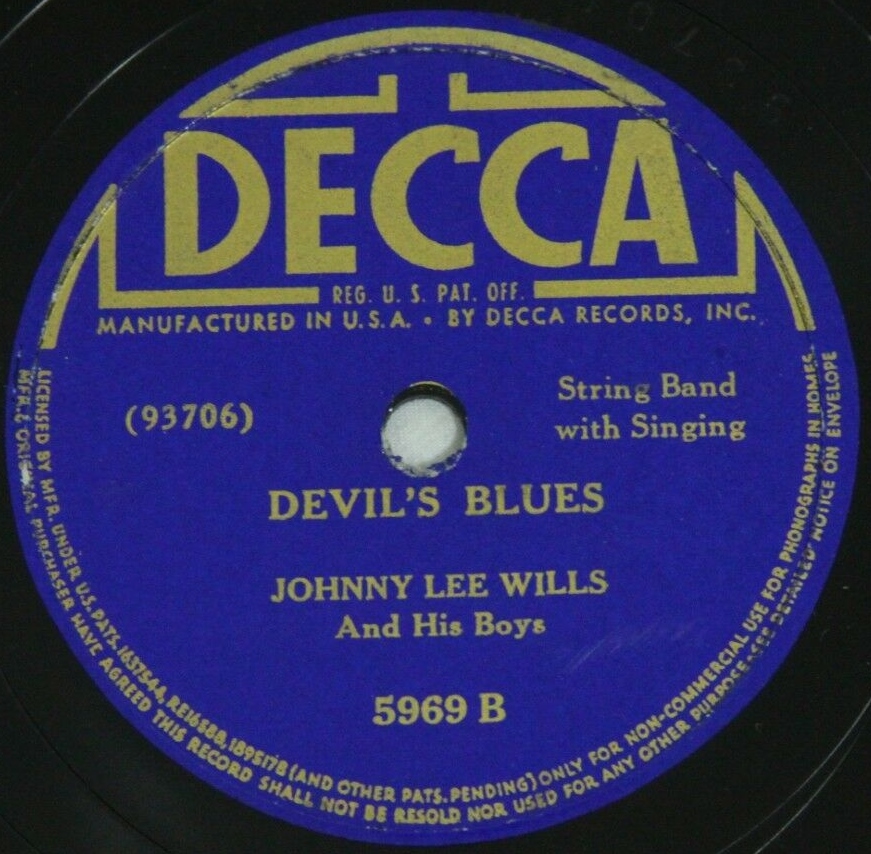 DECCA
REG. U. S. PAT. OFF.
MANUFACTURED IN U.S.A. • BY DECCA RECORDS, INC.
(93706)
String Band
with Singing
DEVIL'S BLUES
JOHNNY LEE WILLS
And His Boys
5969 B
LICENSED BY MFR. UNDER U.S. PATS. 1637544, RE16588, 1895178 (AND OTHER PATS. PENDING) ONLY FOR NON-COMMERCIAL USE FOR PHONOGRAPHS IN HOMES.
MFR. & ORIGINAL PURCHASER HAVE AGREED THIS RECORD SHALL NOT BE RESOLD NOR USED FOR ANY OTHER PURPOSE-SEE DETAILED NOTICE ON ENVELOPE